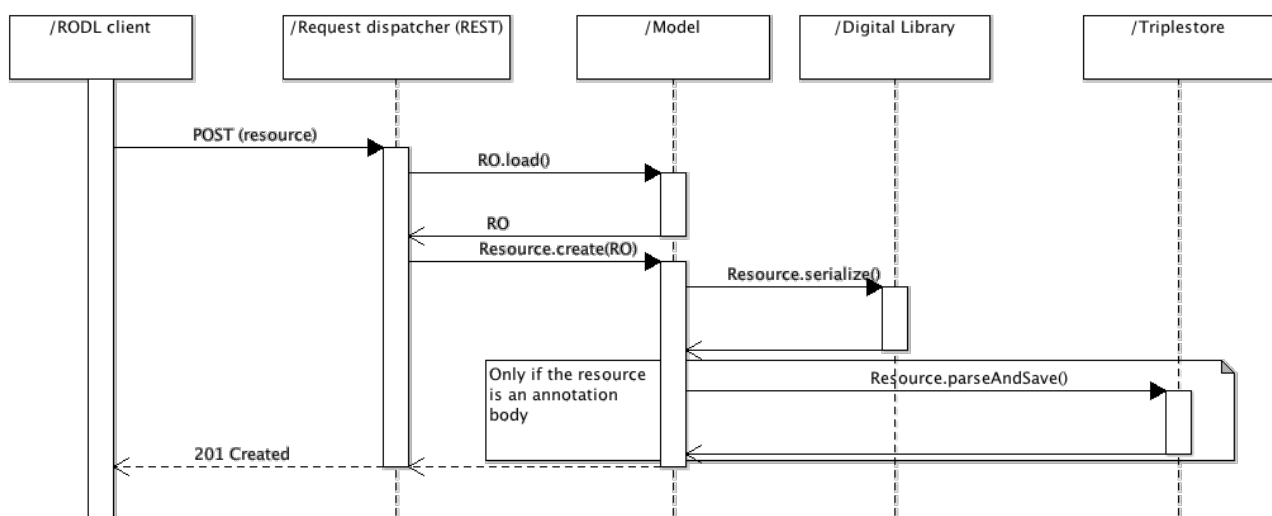 /RODL client
/Request dispatcher (REST)
/Model
/Digital Library
/Triplestore
POST (resource)
RO.load()
RO
Resource.create(RO)
Resource.serialize()
Only if the resource
is an annotation
body
Resource.parseAndSave()
201 Created